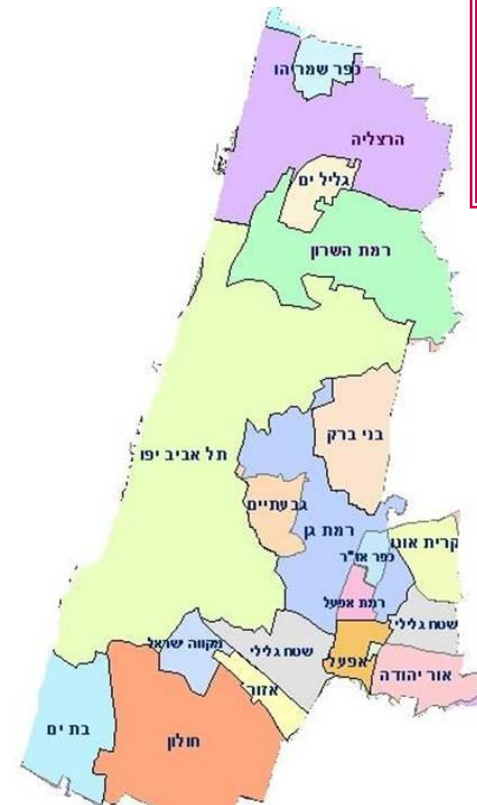 כפר שמריהו
הרצליה
גליל ים
רמת השרון
בני ברק
תל אביב יפו
גבעתיים
רמת גן
קרית אונו
כפר אז"ר
רמת אפעל
שטח גלילי
מקווה ישראל
שטח גלילי
אפעל
אור יהודה
אזור
בת ים
חולון